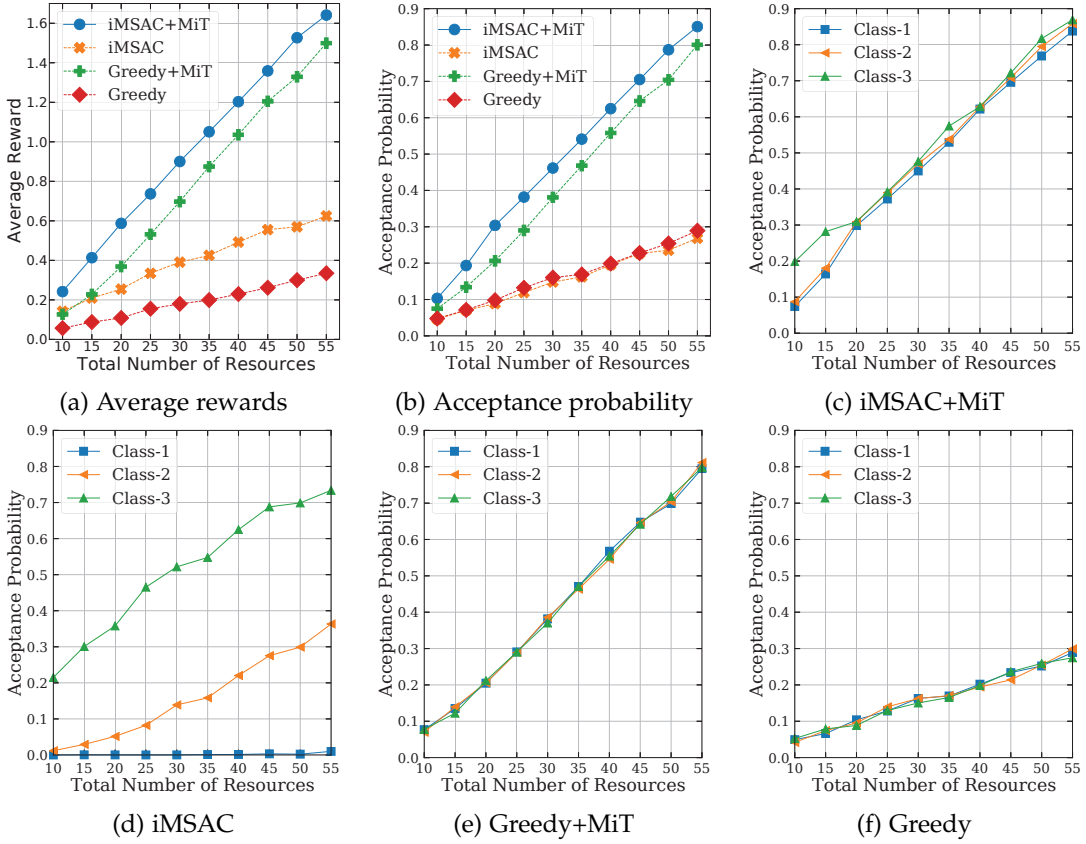 1.6
1.4
1.2
1.0
0.8
0.6
0.4
0.2
0.0
Average Reward
iMSAC+MiT
iMSAC
Greedy+MiT
Greedy
10 15 20 25 30 35 40 45 50 55
Total Number of Resources
(a) Average rewards
0.9
0.8
0.7
0.6
0.5
0.4
0.3
0.2
0.1
0.0
Acceptance Probability
iMSAC+MiT
iMSAC
Greedy+MiT
Greedy
10 15 20 25 30 35 40 45 50 55
Total Number of Resources
(b) Acceptance probability
0.9
0.8
0.7
0.6
0.5
0.4
0.3
0.2
0.1
0.0
Acceptance Probability
Class-1
Class-2
Class-3
10 15 20 25 30 35 40 45 50 55
Total Number of Resources
(c) iMSAC+MiT
0.9
0.8
0.7
0.6
0.5
0.4
0.3
0.2
0.1
0.0
Acceptance Probability
Class-1
Class-2
Class-3
10 15 20 25 30 35 40 45 50 55
Total Number of Resources
(d) iMSAC
0.9
0.8
0.7
0.6
0.5
0.4
0.3
0.2
0.1
0.0
Acceptance Probability
Class-1
Class-2
Class-3
10 15 20 25 30 35 40 45 50 55
Total Number of Resources
(e) Greedy+MiT
0.9
0.8
0.7
0.6
0.5
0.4
0.3
0.2
0.1
0.0
Acceptance Probability
Class-1
Class-2
Class-3
10 15 20 25 30 35 40 45 50 55
Total Number of Resources
(f) Greedy